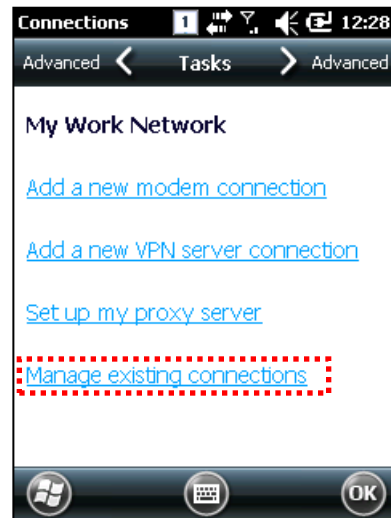 Connections 1 12:28
Advanced Tasks Advanced
My Work Network
Add a new modem connection
Add a new VPN server connection
Set up my proxy server
Manage existing connections
OK